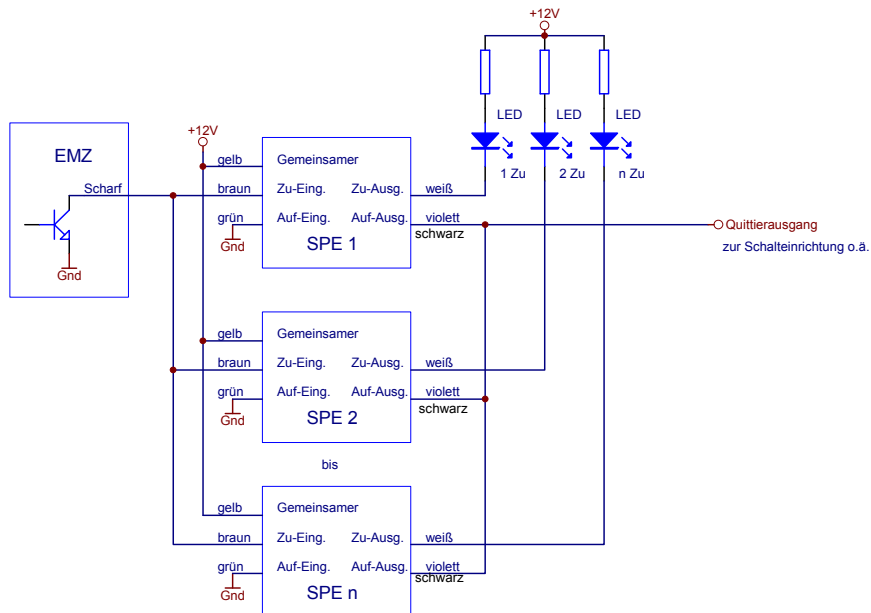 +12V
LED
LED
LED
1 Zu
2 Zu
n Zu
EMZ
Scharf
Gnd
+12V
gelb
Gemeinsamer
braun
Zu-Eing.
Zu-Ausg.
weiß
grün
Auf-Eing.
Auf-Ausg.
violett
schwarz
Gnd
SPE 1
Quittierausgang
zur Schalteinrichtung o.ä.
gelb
Gemeinsamer
braun
Zu-Eing.
Zu-Ausg.
weiß
grün
Auf-Eing.
Auf-Ausg.
violett
schwarz
Gnd
SPE 2
bis
gelb
Gemeinsamer
braun
Zu-Eing.
Zu-Ausg.
weiß
grün
Auf-Eing.
Auf-Ausg.
violett
schwarz
Gnd
SPE n